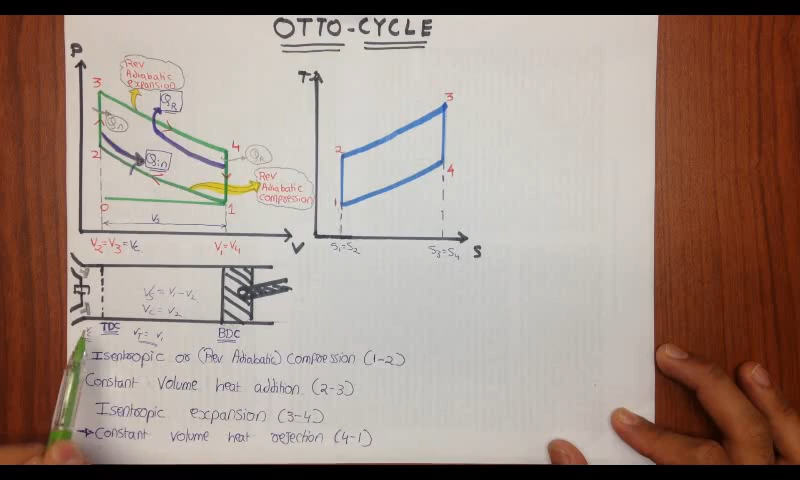 OTTO-CYCLE
P
Rev
Adiabatic
expansion
QR
3
Qin
4
QR
2
Qin
Rev
Adiabatic
compression
0
1
Vs
V2=V3=Vc
V1=V4
V
T
3
2
4
1
S1=S2
S3=S4
S
Vs=V1-V2
Vc=V2
TDC
VT=V1
BDC
Isentropic or (Rev Adiabatic) Compression (1-2)
Constant Volume heat addition (2-3)
Isentropic expansion (3-4)
Constant volume heat rejection (4-1)